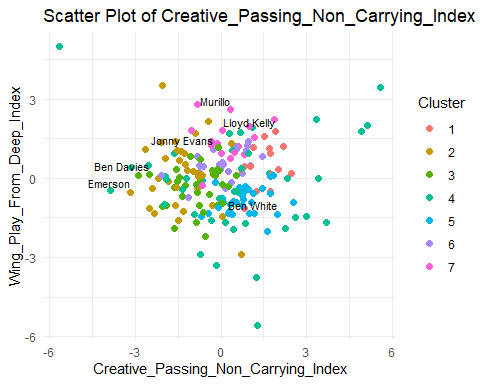 Scatter Plot of Creative_Passing_Non_Carrying_Index
Wing_Play_From_Deep_Index
3
0
-3
-6
Murillo
Lloyd Kelly
Jonny Evans
Ben Davies
Emerson
Ben White
-6
-3
0
3
6
Creative_Passing_Non_Carrying_Index
Cluster
1
2
3
4
5
6
7